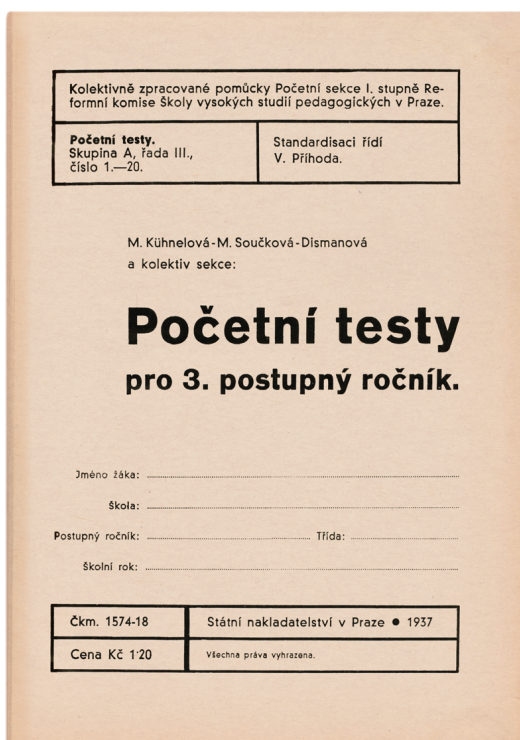 Kolektivně zpracované pomůcky Početní sekce I. stupně Re-
formní komise Školy vysokých studií pedagogických v Praze.
Početní testy.
Skupina A, řada III.,
číslo 1.—20.
Standardisaci řídí
V. Příhoda.
M. Kühnelová-M. Součková-Dismanová
a kolektiv sekce:
Početní testy
pro 3. postupný ročník.
Jméno žáka:
Škola:
Postupný ročník: Třída:
Školní rok:
Čkm. 1574-18
Státní nakladatelství v Praze ● 1937
Cena Kč 1·20
Všechna práva vyhrazena.